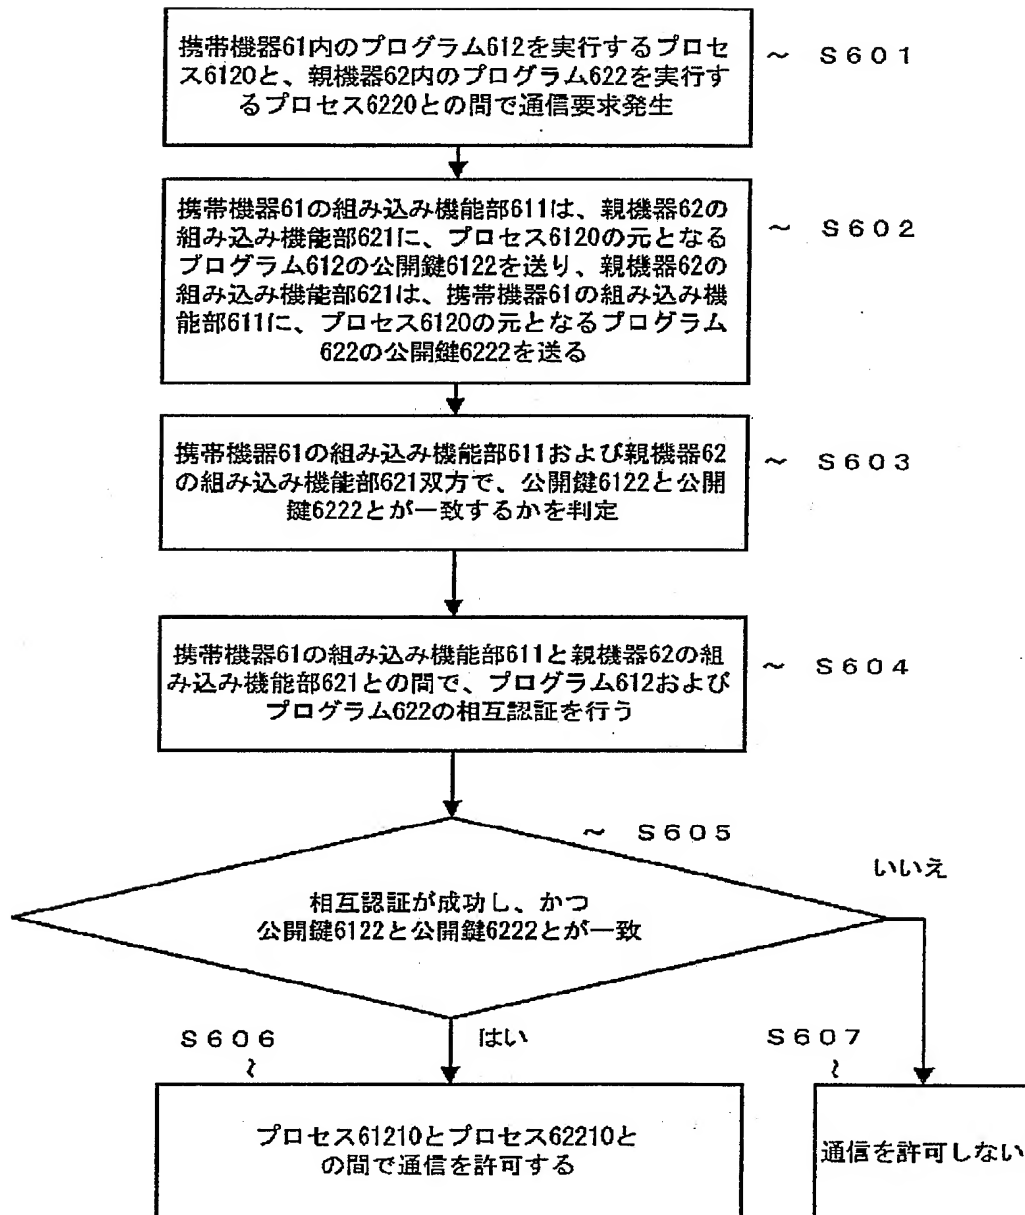 携帯機器61内のプログラム612を実行するプロセ
ス6120と、親機器62内のプログラム622を実行す
るプロセス6220との間で通信要求発生
～ S601
携帯機器61の組み込み機能部611は、親機器62の
組み込み機能部621に、プロセス6120の元となる
プログラム612の公開鍵6122を送り、親機器62の
組み込み機能部621は、携帯機器61の組み込み機
能部611に、プロセス6120の元となるプログラム
622の公開鍵6222を送る
～ S602
携帯機器61の組み込み機能部611および親機器62
の組み込み機能部621双方で、公開鍵6122と公開
鍵6222とが一致するかを判定
～ S603
携帯機器61の組み込み機能部611と親機器62の組
み込み機能部621との間で、プログラム612および
プログラム622の相互認証を行う
～ S604
～ S605
いいえ
相互認証が成功し、かつ
公開鍵6122と公開鍵6222とが一致
S606
～
はい
S607
～
プロセス61210とプロセス62210と
の間で通信を許可する
通信を許可しない